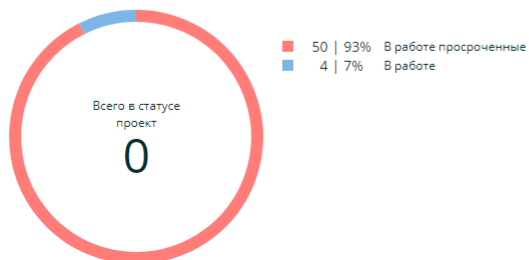 Всего в статусе
проект
0
50 | 93% В работе просроченные
4 | 7% В работе